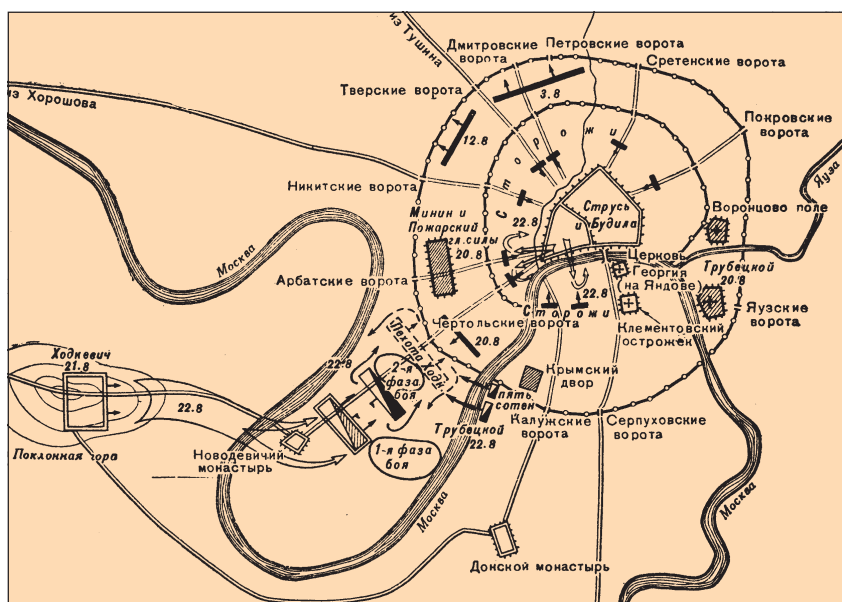 из Тушина
Дмитровские
ворота
Петровские ворота
Сретенские ворота
Тверские ворота
из Хорошова
3.8
12.8
Покровские
ворота
Яуза
Сторожи
Никитские ворота
Струсь
и Будила
Воронцово поле
Минин и
Пожарский
гл.силы
20.8
22.8
Москва
Арбатские ворота
Церковь
Георгия
на Яндове
Трубецкой
20.8
22.8
Яузские
ворота
Сторожи
Клементовский
острожек
Чертольские ворота
20.8
Ходкевич
21.8
22.8
Пехота Ходк.
2-я
фаза
боя
Крымский
двор
пять
сотен
22.8
Трубецкой
22.8
Калужские
ворота
Серпуховские
ворота
Поклонная гора
Новодевичий
монастырь
1-я фаза
боя
Москва
Москва
Донской монастырь